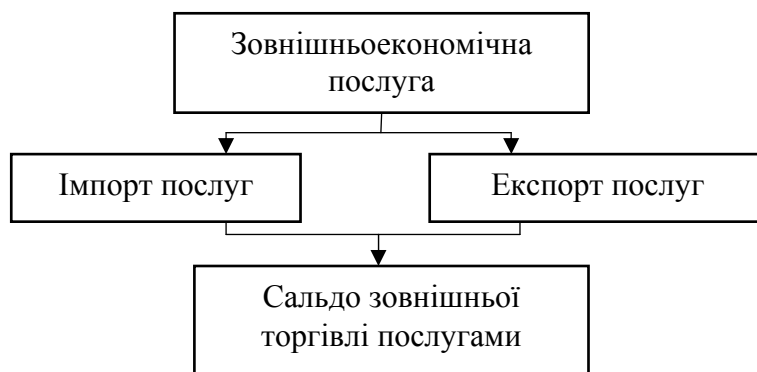 Зовнішньоекономічна
послуга
Імпорт послуг
Експорт послуг
Сальдо зовнішньої
торгівлі послугами